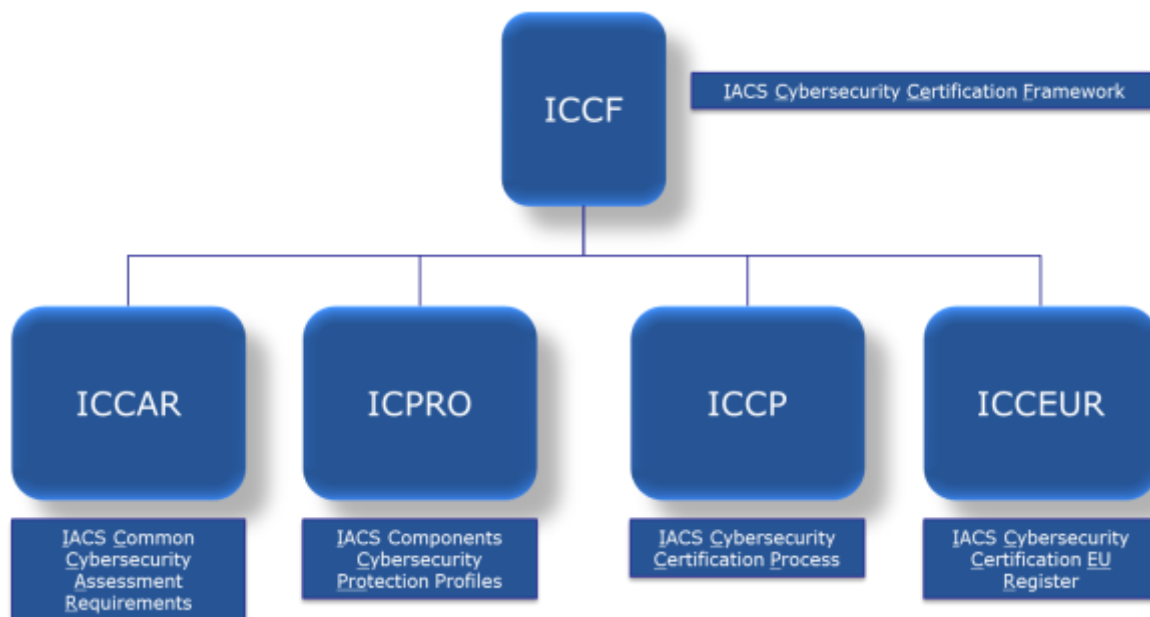 ICCF
IACS Cybersecurity Certification Framework
ICCAR
ICPRO
ICCP
ICCEUR
IACS Common
Cybersecurity
Assessment
Requirements
IACS Components
Cybersecurity
Protection Profiles
IACS Cybersecurity
Certification Process
IACS Cybersecurity
Certification EU
Register